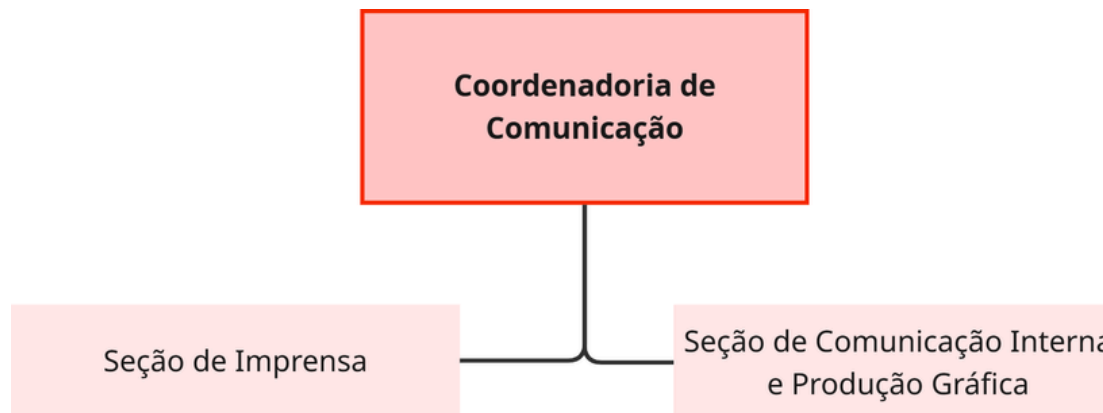 Coordenadoria de
Comunicação
Seção de Imprensa
Seção de Comunicação Interna
e Produção Gráfica